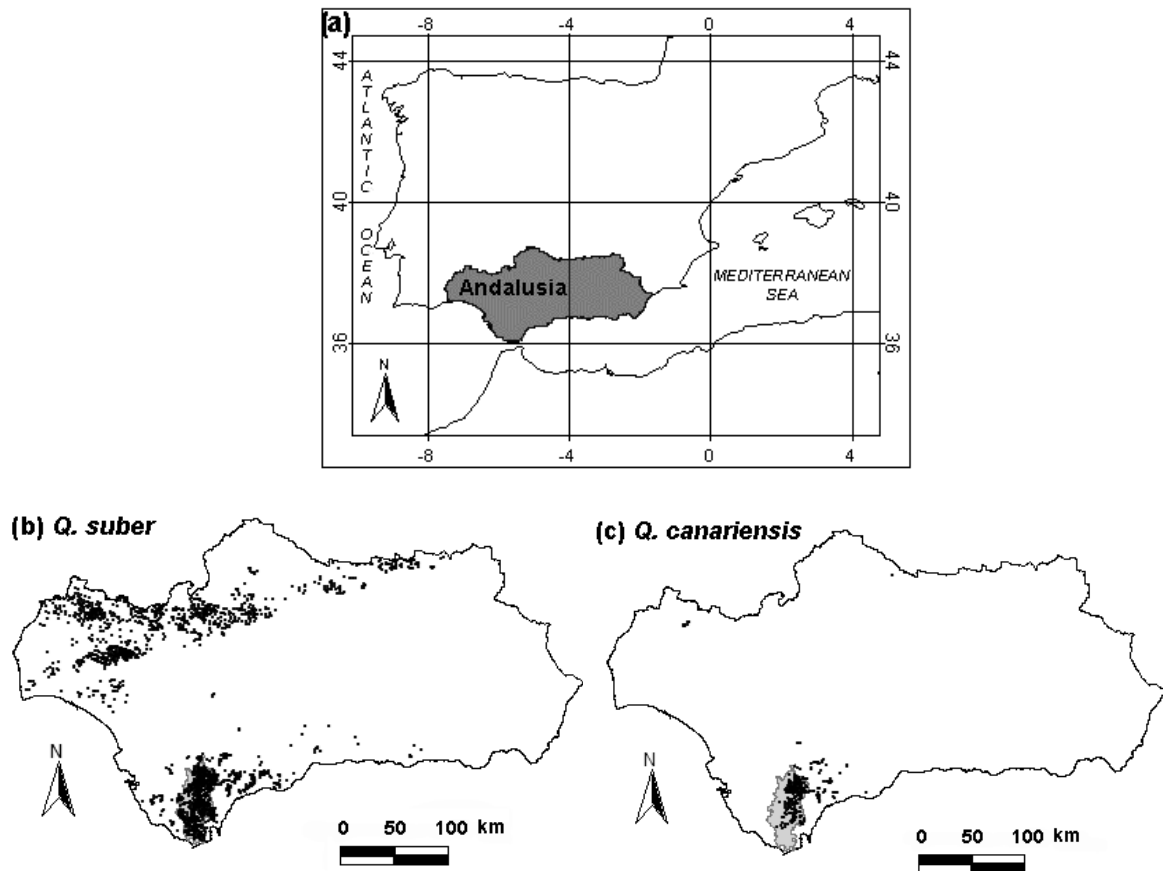 (a)
-8 -4 0 4
44 44
ATLANTIC OCEAN
40 40
Andalusia
MEDITERRANEAN
SEA
36 36
N
-8 -4 0 4
(b) Q. suber
N
0 50 100 km
(c) Q. canariensis
N
0 50 100 km